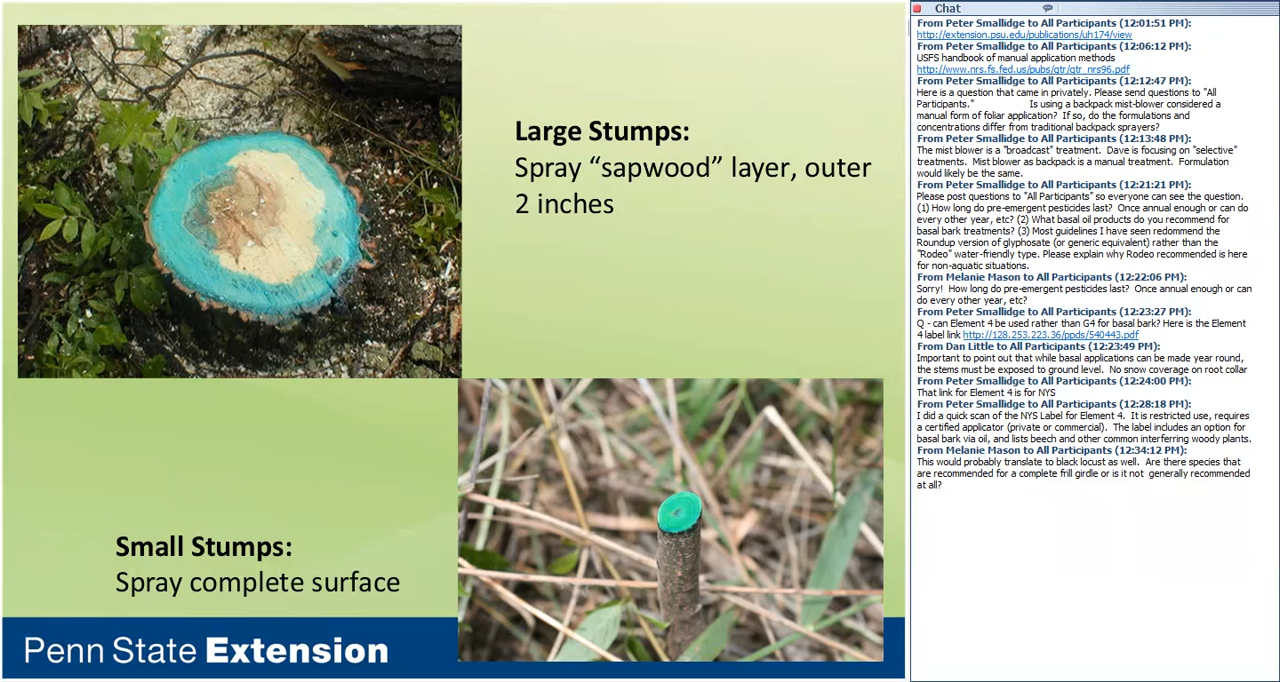 Large Stumps:
Spray “sapwood” layer, outer
2 inches
Small Stumps:
Spray complete surface
Penn State Extension
Chat
From Peter Smallidge to All Participants (12:01:51 PM):
http://extension.psu.edu/publications/uh174/view
From Peter Smallidge to All Participants (12:06:12 PM):
USFS handbook of manual application methods
http://www.nrs.fs.fed.us/pubs/gtr/gtr_nrs96.pdf
From Peter Smallidge to All Participants (12:12:47 PM):
Here is a question that came in privately. Please send questions to "All
Participants." Is using a backpack mist-blower considered a
manual form of foliar application? If so, do the formulations and
concentrations differ from traditional backpack sprayers?
From Peter Smallidge to All Participants (12:13:48 PM):
The mist blower is a "broadcast" treatment. Dave is focusing on "selective"
treatments. Mist blower as backpack is a manual treatment. Formulation
would likely be the same.
From Peter Smallidge to All Participants (12:21:21 PM):
Please post questions to "All Participants" so everyone can see the question.
(1) How long do pre-emergent pesticides last? Once annual enough or can do
every other year, etc? (2) What basal oil products do you recommend for
basal bark treatments? (3) Most guidelines I have seen redommend the
Roundup version of glyphosate (or generic equivalent) rather than the
"Rodeo" water-friendly type. Please explain why Rodeo recommended is here
for non-aquatic situations.
From Melanie Mason to All Participants (12:22:06 PM):
Sorry! How long do pre-emergent pesticides last? Once annual enough or can
do every other year, etc?
From Peter Smallidge to All Participants (12:23:27 PM):
Q - can Element 4 be used rather than G4 for basal bark? Here is the Element
4 label link http://128.253.223.36/ppds/540443.pdf
From Dan Little to All Participants (12:23:49 PM):
Important to point out that while basal applications can be made year round,
the stems must be exposed to ground level. No snow coverage on root collar
From Peter Smallidge to All Participants (12:24:00 PM):
That link for Element 4 is for NYS
From Peter Smallidge to All Participants (12:28:18 PM):
I did a quick scan of the NYS Label for Element 4. It is restricted use, requires
a certified applicator (private or commercial). The label includes an option for
basal bark via oil, and lists beech and other common interfering woody plants.
From Melanie Mason to All Participants (12:34:12 PM):
This would probably translate to black locust as well. Are there species that
are recommended for a complete frill girdle or is it not generally recommended
at all?